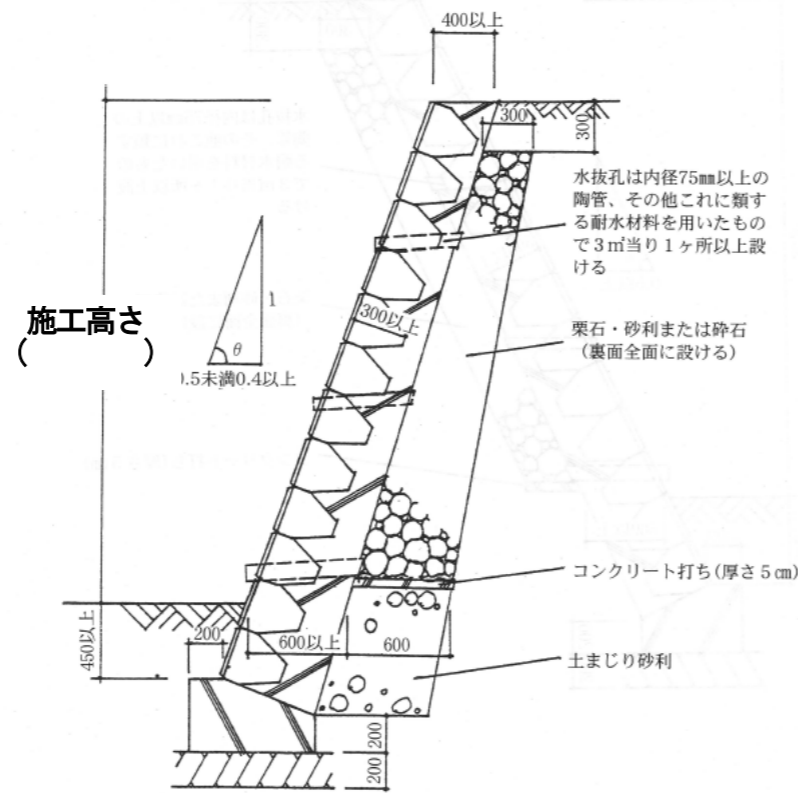 400以上
300
300
水抜孔は内径75㎜以上の
陶管、その他これに類す
る耐水材料を用いたもの
で3㎡当り1ヶ所以上設
ける
1
θ
0.5未満0.4以上
施工高さ
(          )
300以上
栗石・砂利または砕石
(裏面全面に設ける)
コンクリート打ち(厚さ5㎝)
450以上
200
600以上
600
土まじり砂利
200
200